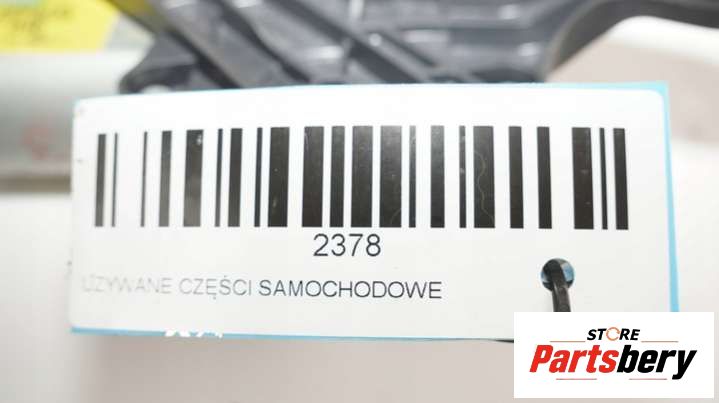 2378
UŻYWANE CZĘŚCI SAMOCHODOWE
STORE
Partsbery